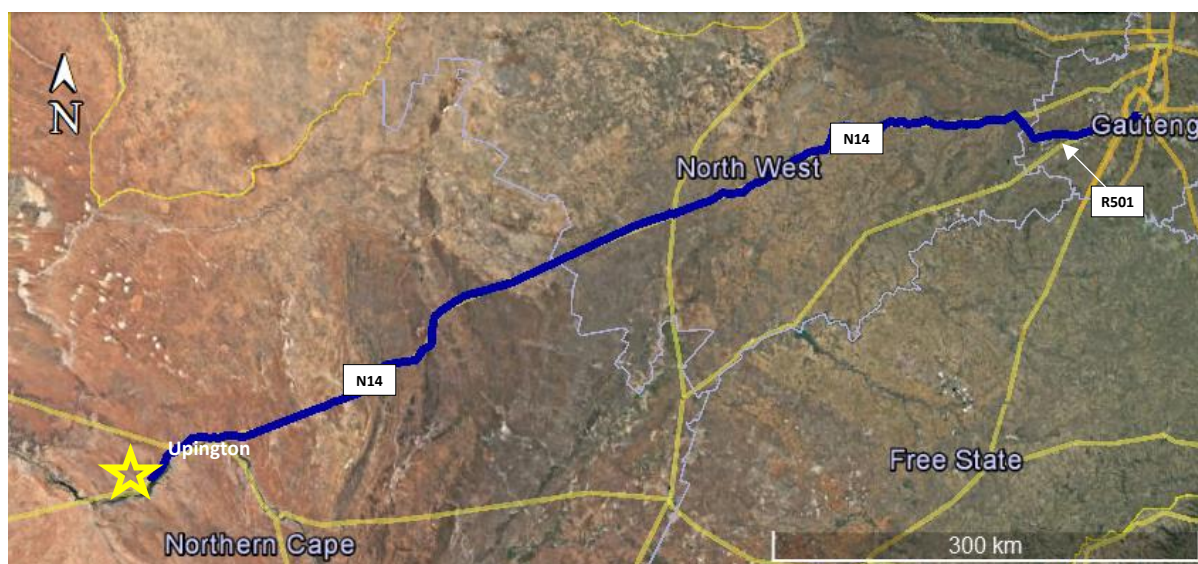 N
Gauteng
N14
North West
R501
N14
Upington
Free State
Northern Cape
300 km